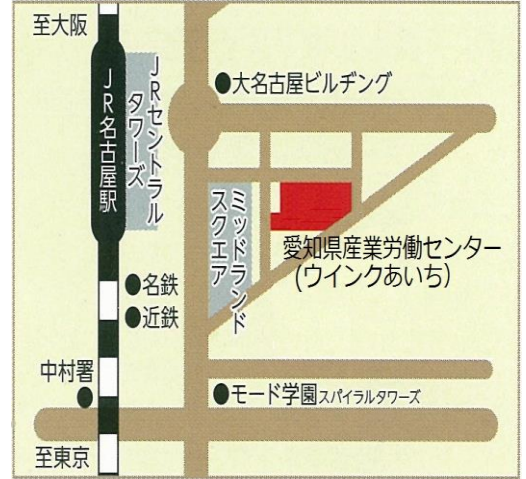 至大阪
JR名古屋駅
JRセントラル
タワーズ
●大名古屋ビルヂング
ミッドランド
スクエア
愛知県産業労働センター
(ウインクあいち)
●名鉄
●近鉄
中村署
●モード学園スパイラルタワーズ
至東京